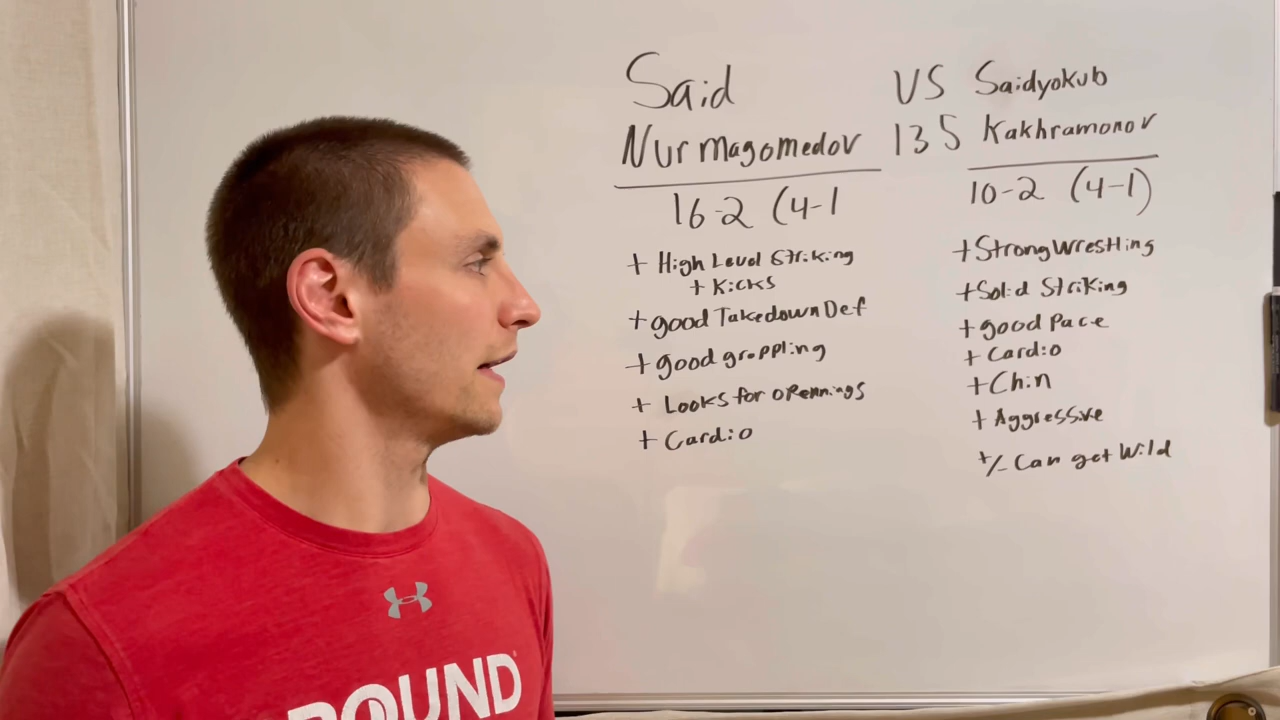 Said
Nurmagomedov
16-2 (4-1
+ High Level Striking
+ Kicks
+ good Takedown Def
+ good grappling
+ Looks for opennings
+ Cardio
VS
135
Saidyokub
Kakhramonov
10-2 (4-1)
+ Strong Wrestling
+ Solid Striking
+ good Pace
+ Cardio
+ Chin
+ Aggressive
+/- Can get Wild
ROUND